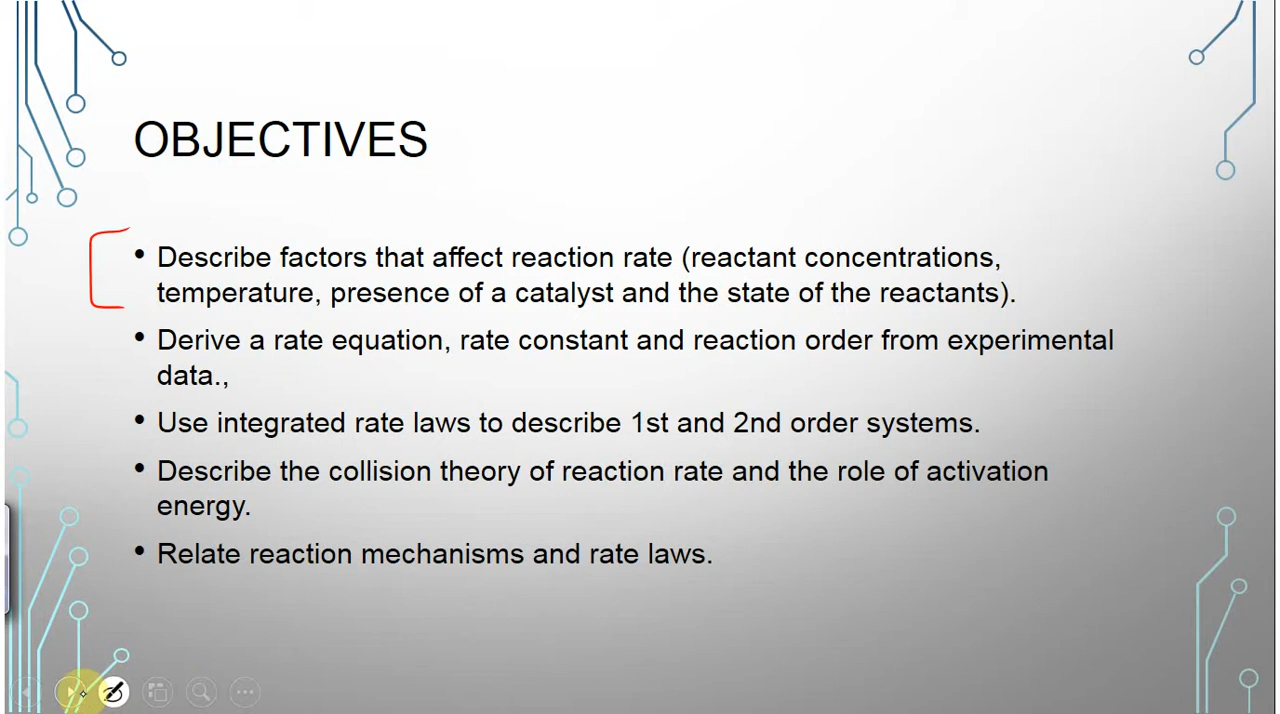 OBJECTIVES
• Describe factors that affect reaction rate (reactant concentrations,
temperature, presence of a catalyst and the state of the reactants).
• Derive a rate equation, rate constant and reaction order from experimental
data.,
• Use integrated rate laws to describe 1st and 2nd order systems.
• Describe the collision theory of reaction rate and the role of activation
energy.
• Relate reaction mechanisms and rate laws.